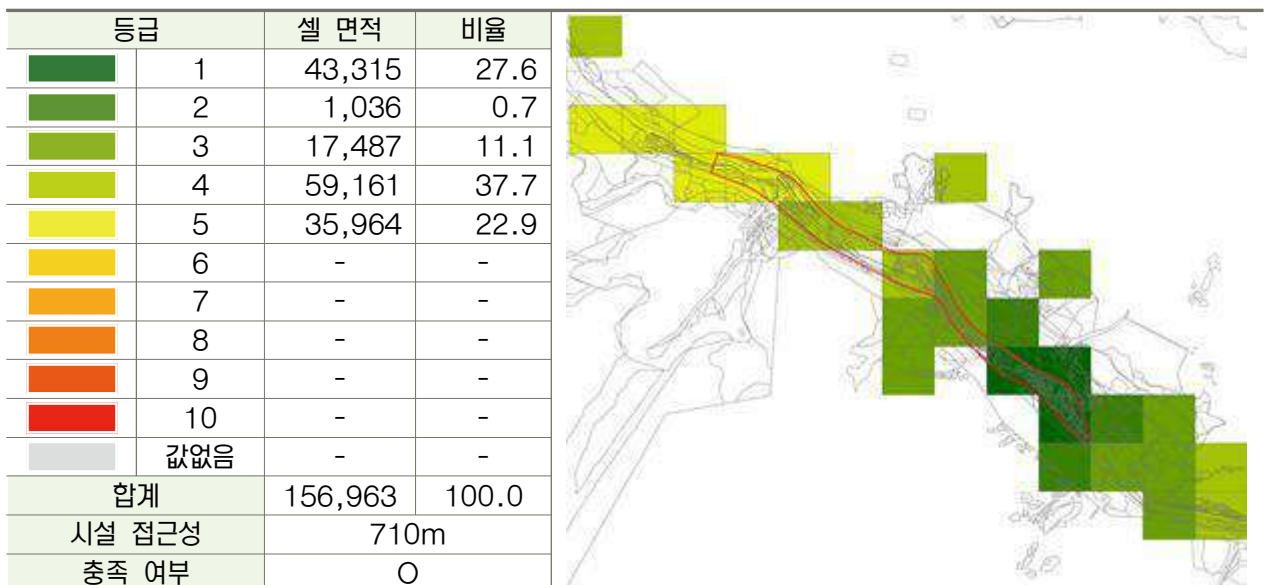 등급 셀 면적 비율
1 43,315 27.6
2 1,036 0.7
3 17,487 11.1
4 59,161 37.7
5 35,964 22.9
6 - -
7 - -
8 - -
9 - -
10 - -
값없음 - -
합계 156,963 100.0
시설 접근성 710m
충족 여부 O